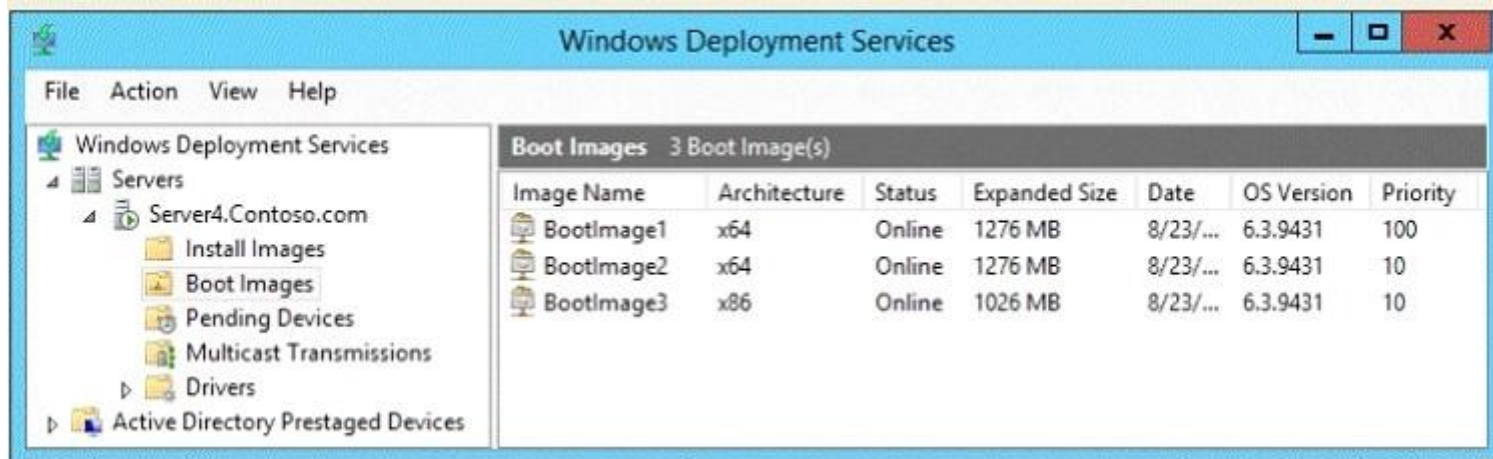 Windows Deployment Services
File Action View Help
Windows Deployment Services
Servers
Server4.Contoso.com
Install Images
Boot Images
Pending Devices
Multicast Transmissions
Drivers
Active Directory Prestaged Devices
Boot Images 3 Boot Image(s)
Image Name Architecture Status Expanded Size Date OS Version Priority
BootImage1 x64 Online 1276 MB 8/23/... 6.3.9431 100
BootImage2 x64 Online 1276 MB 8/23/... 6.3.9431 10
BootImage3 x86 Online 1026 MB 8/23/... 6.3.9431 10